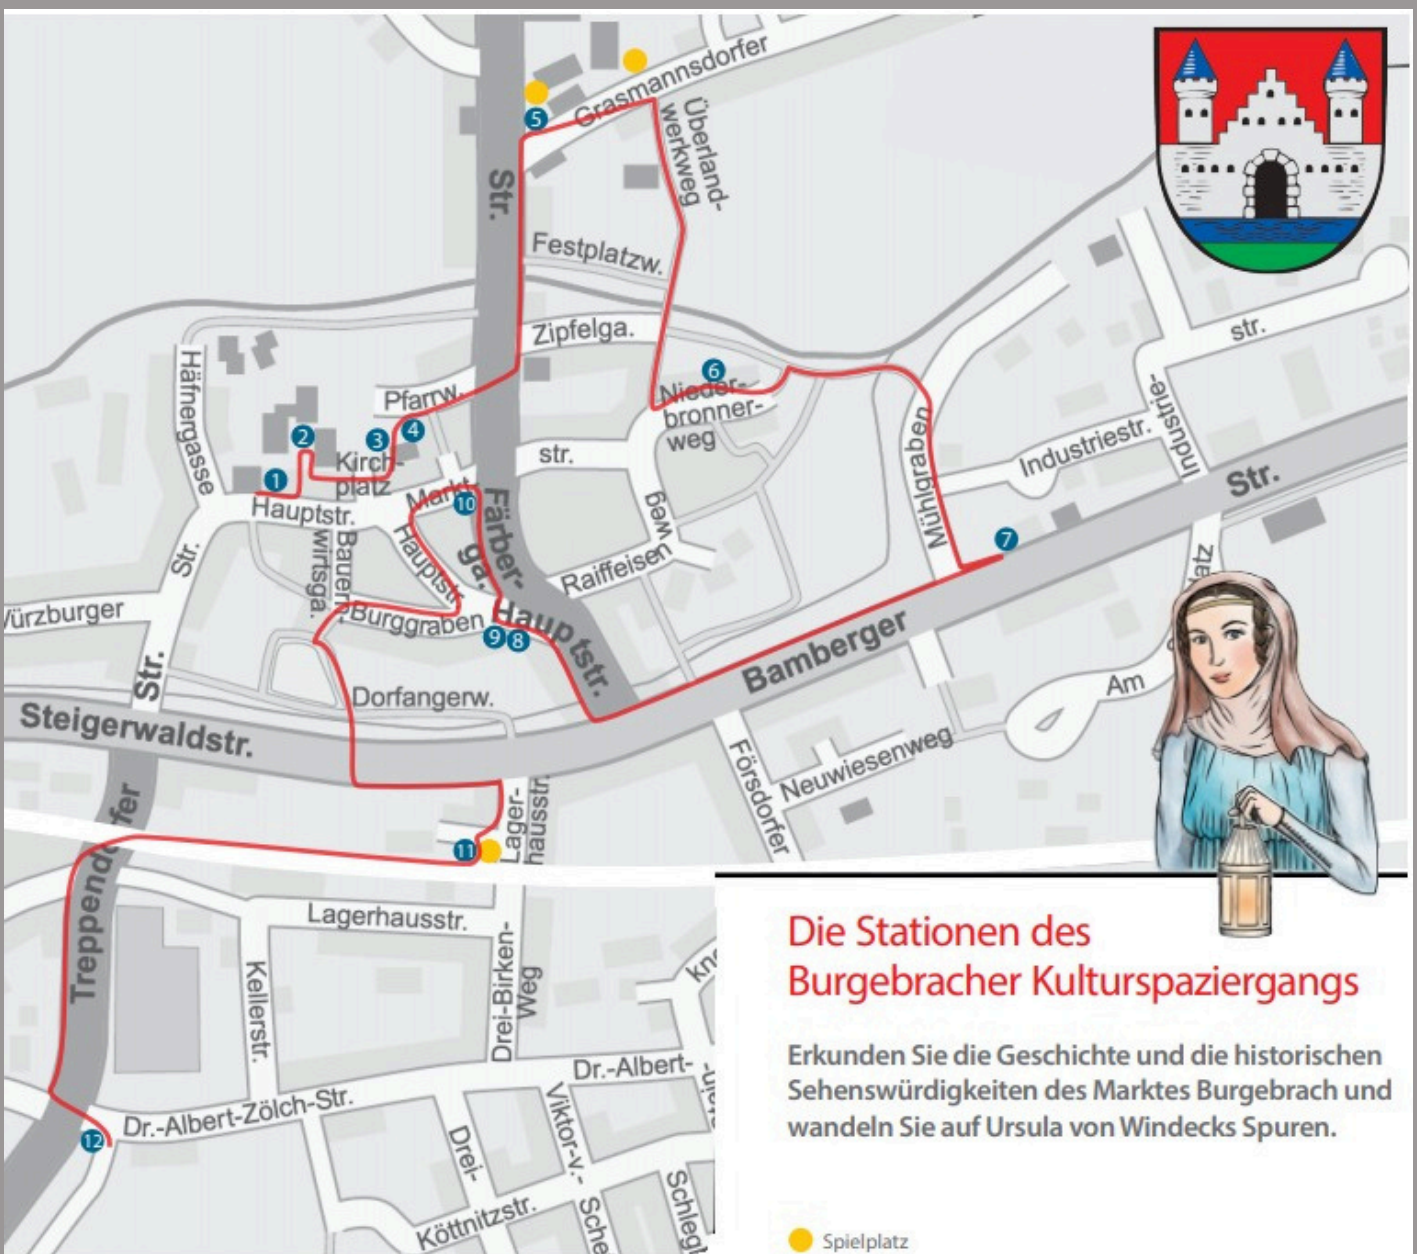 Grasmannsdorfer
5
Überland-
werkweg
Str.
Festplatzw.
Zipfelga.
str.
Häfnergasse
Pfarrw.
6
Nieder-
bronner-
weg
2
3
4
Kirch-
platz
1
Hauptstr.
Markt
10
str.
Färber-
ga.
Mühlgraben
Industriestr.
Industrie-
Str.
7
Str.
Bauern-
wirtsga.
Hauptstr.
weg
Raiffeisen
Burggraben
Hauptstr.
9
8
Bamberger
Str.
Am
Dorfangerw.
Steigerwaldstr.
Försdorfer
Neuwiesenweg
Lager-
hausstr.
11
Treppendorfer
Lagerhausstr.
Kellerstr.
Drei-Birken-
Weg
Dr.-Albert-
Dr.-Albert-Zölch-Str.
12
Drei-
Viktor-v.-
Köttnitzstr.
Die Stationen des
Burgebracher Kulturspaziergangs
Erkunden Sie die Geschichte und die historischen
Sehenswürdigkeiten des Marktes Burgebrach und
wandeln Sie auf Ursula von Windecks Spuren.
Spielplatz